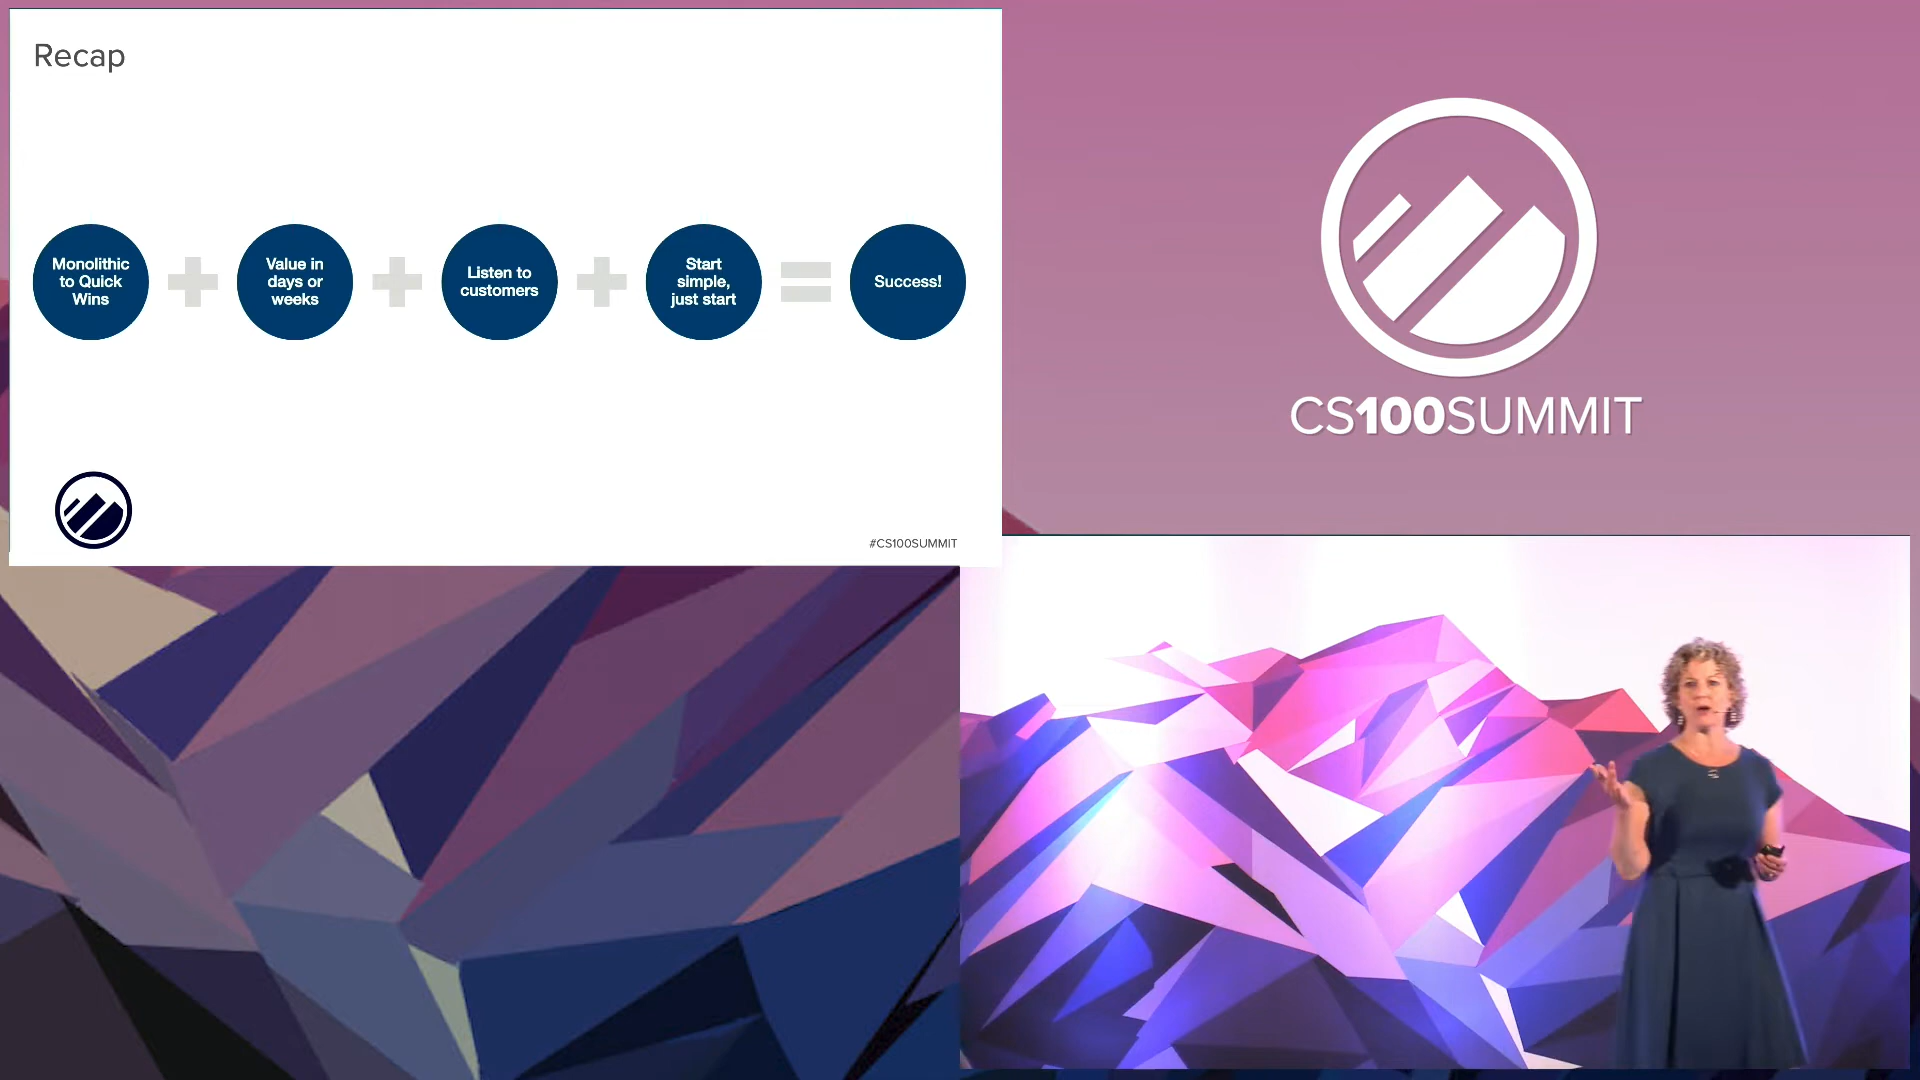 Recap
Monolithic
to Quick
Wins
Value in
days or
weeks
Listen to
customers
Start
simple,
just start
Success!
#CS100SUMMIT
CS100SUMMIT